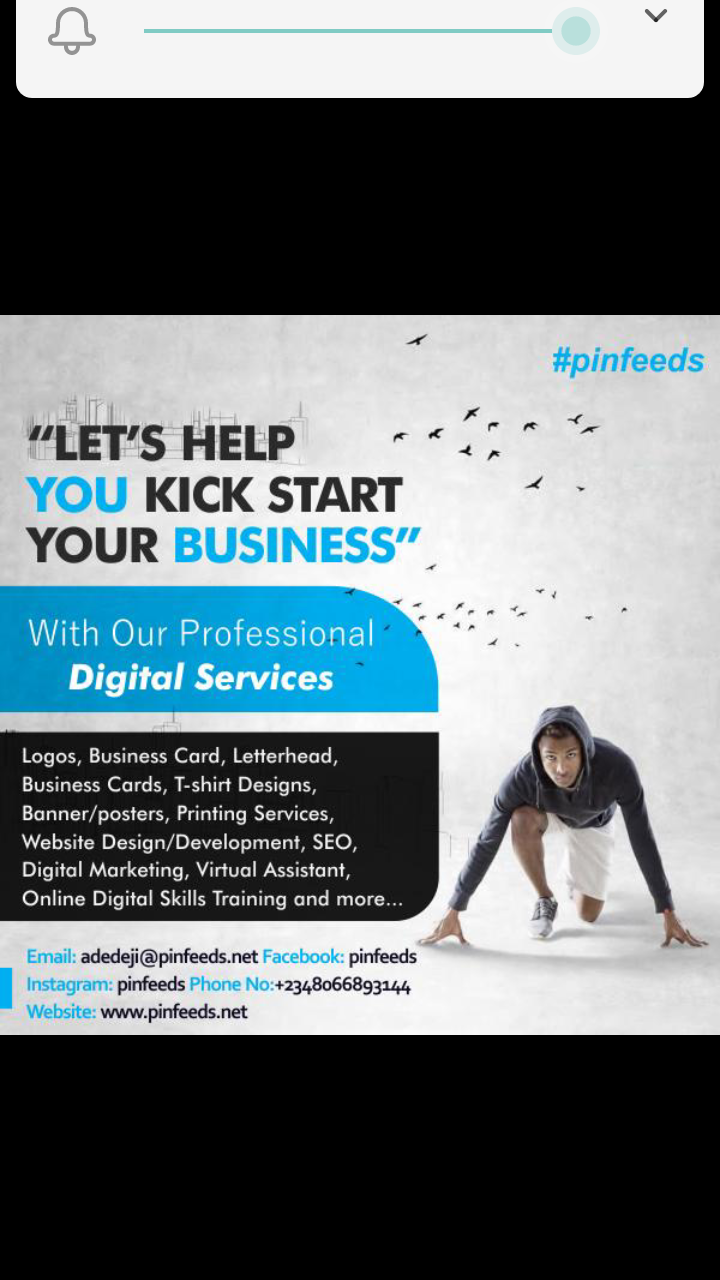 #pinfeeds
“LET’S HELP
YOU KICK START
YOUR BUSINESS”
With Our Professional
Digital Services
Logos, Business Card, Letterhead,
Business Cards, T-shirt Designs,
Banner/posters, Printing Services,
Website Design/Development, SEO,
Digital Marketing, Virtual Assistant,
Online Digital Skills Training and more...
Email: adedeji@pinfeeds.net Facebook: pinfeeds
Instagram: pinfeeds Phone No:+2348066893144
Website: www.pinfeeds.net